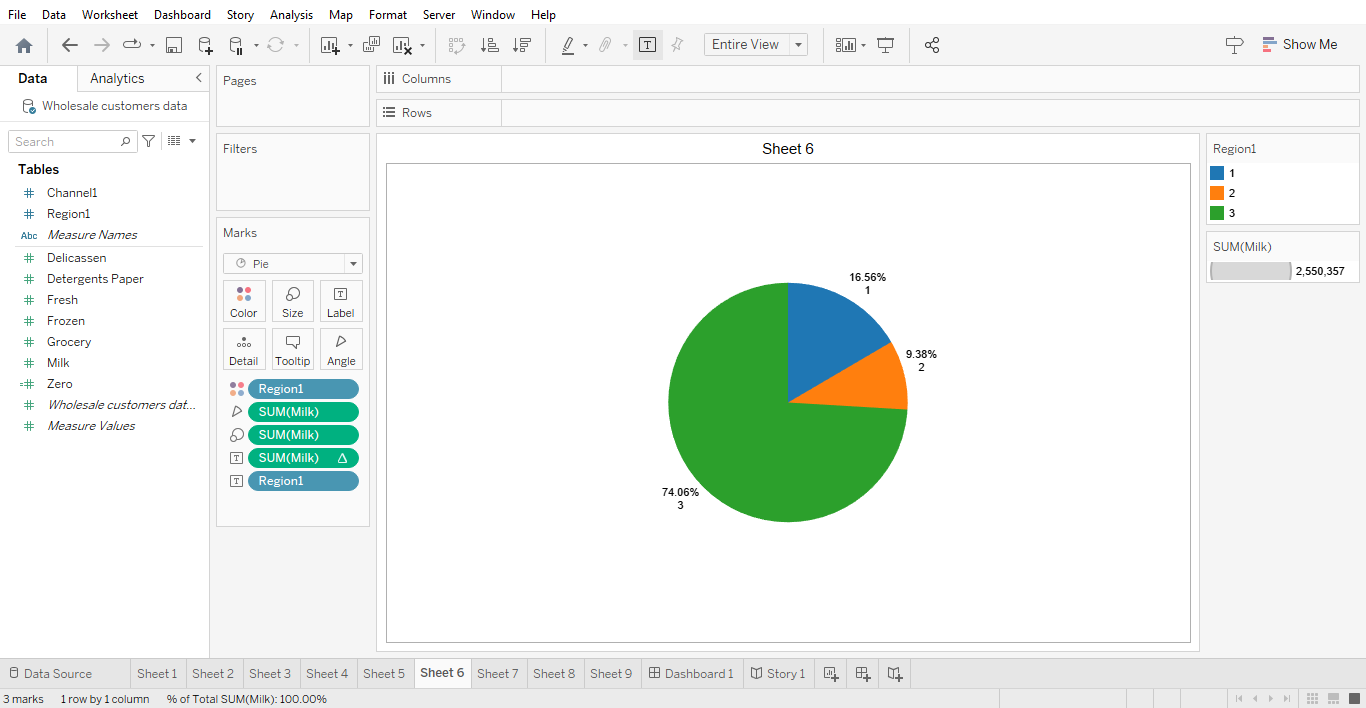 File Data Worksheet Dashboard Story Analysis Map Format Server Window Help
Entire View
Show Me
Data Analytics
Wholesale customers data
Search
Tables
Channel1
Region1
Abc Measure Names
Delicassen
Detergents Paper
Fresh
Frozen
Grocery
Milk
Zero
Wholesale customers dat...
Measure Values
Pages
Filters
Marks
Pie
Color Size Label
Detail Tooltip Angle
Region1
SUM(Milk)
SUM(Milk)
SUM(Milk)
Region1
Columns
Rows
Sheet 6
16.56%
1
9.38%
2
74.06%
3
Region1
1
2
3
SUM(Milk)
2,550,357
Data Source Sheet 1 Sheet 2 Sheet 3 Sheet 4 Sheet 5 Sheet 6 Sheet 7 Sheet 8 Sheet 9 Dashboard 1 Story 1
3 marks 1 row by 1 column % of Total SUM(Milk): 100.00%